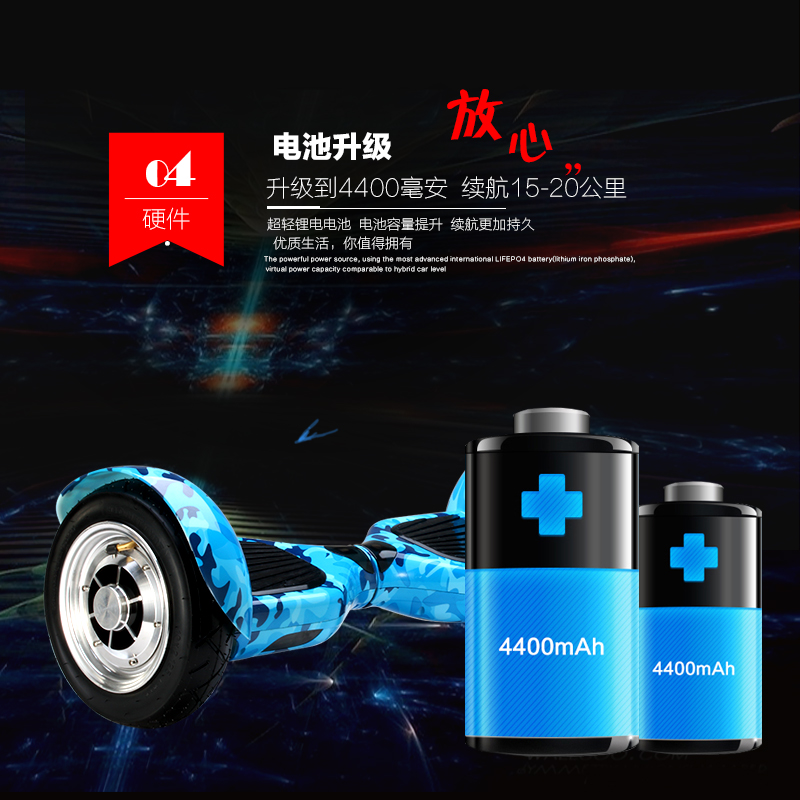 04
硬件
放心
电池升级
升级到4400毫安 续航15-20公里
超轻锂电电池 电池容量提升 续航更加持久
优质生活，你值得拥有
The powerful power source, using the most advanced international LIFEPO4 battery(lithium iron phosphate),
virtual power capacity comparable to hybrid car level
4400mAh
4400mAh